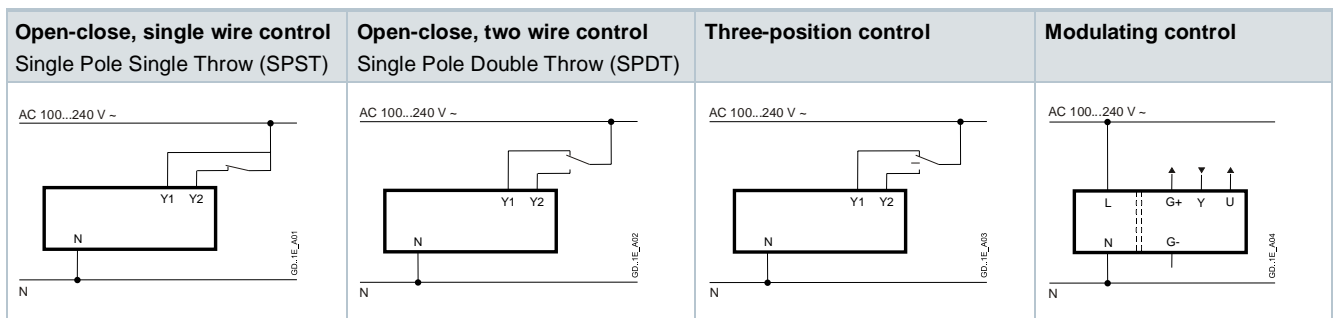 Open-close, single wire control
Single Pole Single Throw (SPST)
Open-close, two wire control
Single Pole Double Throw (SPDT)
Three-position control
Modulating control
AC 100...240 V ~
Y1 Y2
N
GD..1E_A01
N
AC 100...240 V ~
Y1 Y2
N
GD..1E_A02
N
AC 100...240 V ~
Y1 Y2
N
GD..1E_A03
N
AC 100...240 V ~
L G+ Y U
N G-
GD..1E_A04
N